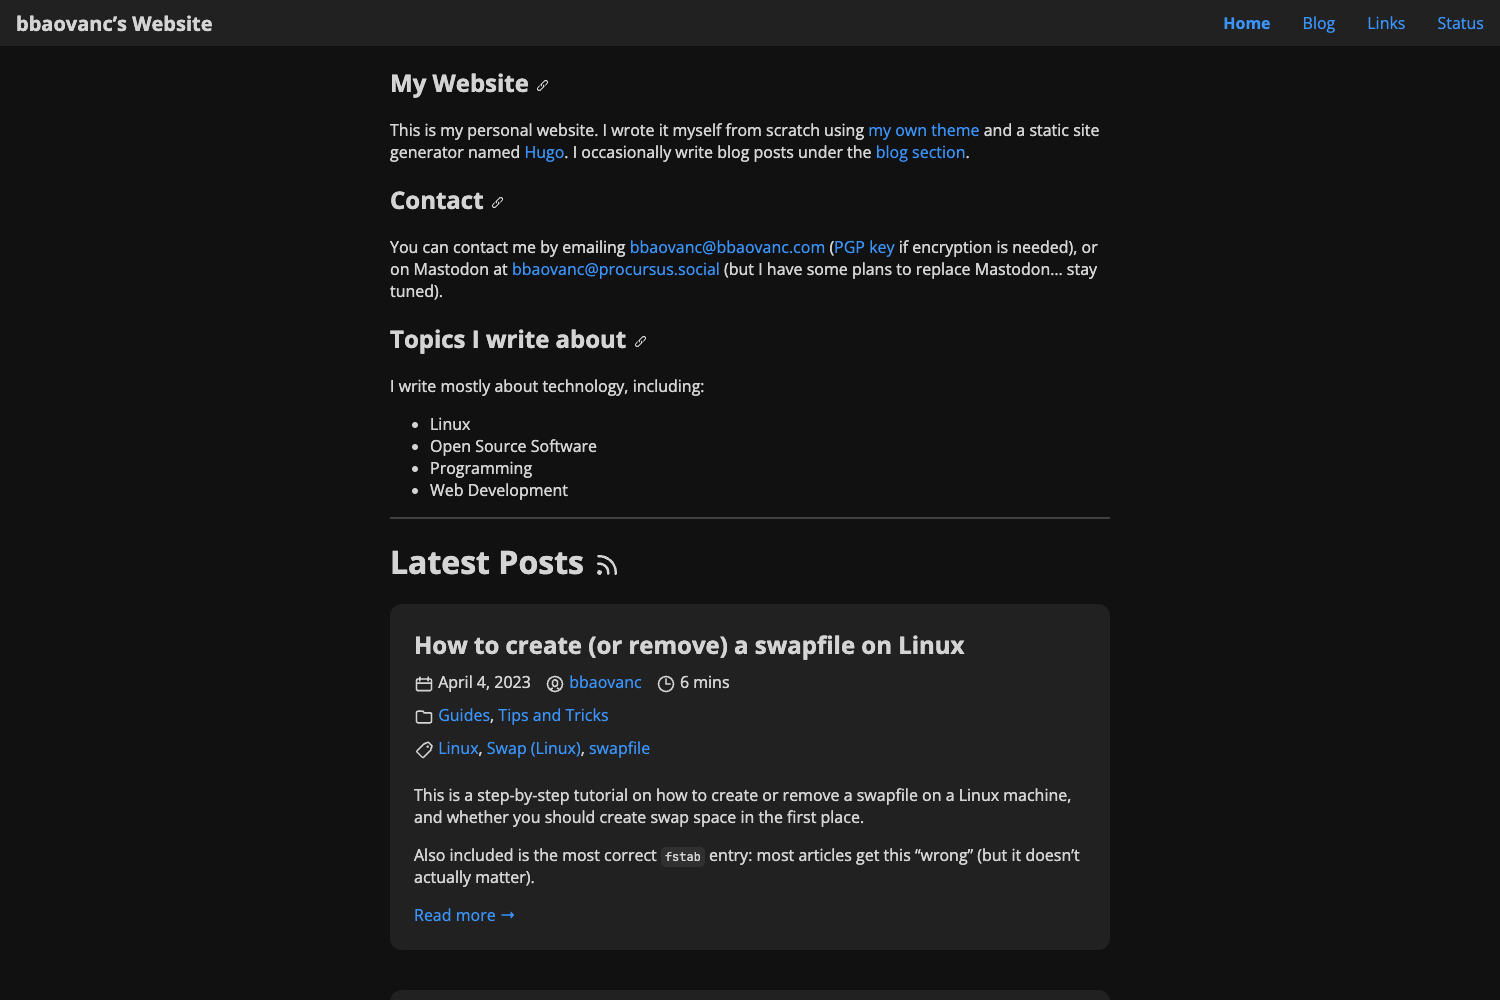 bbaovanc’s Website
Home
Blog
Links
Status
My Website
This is my personal website. I wrote it myself from scratch using my own theme and a static site
generator named Hugo. I occasionally write blog posts under the blog section.
Contact
You can contact me by emailing bbaovanc@bbaovanc.com (PGP key if encryption is needed), or
on Mastodon at bbaovanc@procursus.social (but I have some plans to replace Mastodon... stay
tuned).
Topics I write about
I write mostly about technology, including:
• Linux
• Open Source Software
• Programming
• Web Development
Latest Posts
How to create (or remove) a swapfile on Linux
April 4, 2023 bbaovanc 6 mins
Guides, Tips and Tricks
Linux, Swap (Linux), swapfile
This is a step-by-step tutorial on how to create or remove a swapfile on a Linux machine,
and whether you should create swap space in the first place.
Also included is the most correct fstab entry: most articles get this “wrong” (but it doesn’t
actually matter).
Read more →